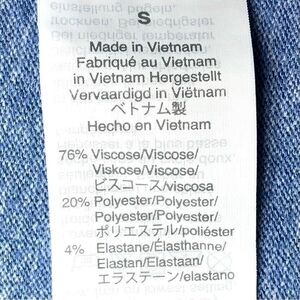 S
Made in Vietnam
Fabriqué au Vietnam
in Vietnam Hergestellt
Vervaardigd in Viëtnam
ベトナム製
Hecho en Vietnam
76% Viscose/Viscose/
Viskose/Viscose/
ビスコース/viscosa
20% Polyester/Polyester/
Polyester/Polyester/
ポリエステル/poliéster
4% Elastane/Élasthanne/
Elastan/Elastaan/
エラステーン/elastano